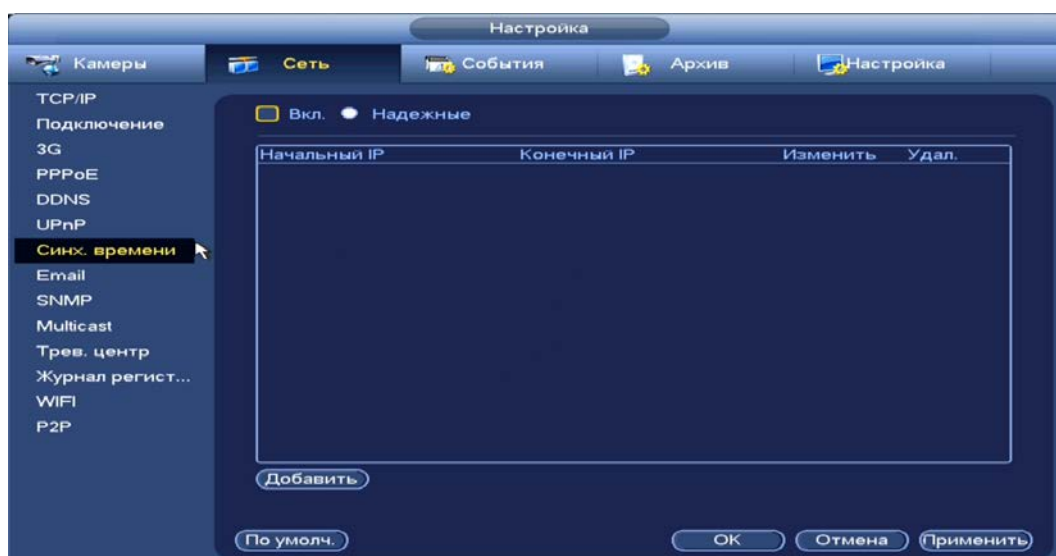 Настройка
Камеры Сеть События Архив Настройка
TCP/IP
Подключение
3G
PPPoE
DDNS
UPnP
Синх. времени
Email
SNMP
Multicast
Трев. центр
Журнал регист...
WIFI
P2P
Вкл. Надежные
Начальный IP Конечный IP Изменить Удал.
Добавить
По умолч. OK Отмена Применить